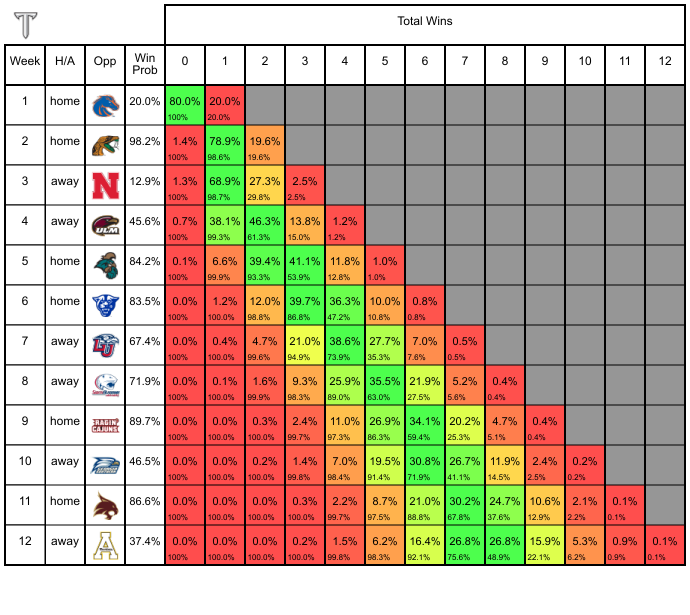 Total Wins
Week H/A Opp Win Prob 0 1 2 3 4 5 6 7 8 9 10 11 12
1 home 20.0% 80.0% 20.0%
100% 20.0%
2 home 98.2% 1.4% 78.9% 19.6%
100% 98.6% 19.6%
3 away N 12.9% 1.3% 68.9% 27.3% 2.5%
100% 98.7% 29.8% 2.5%
4 away ULM 45.6% 0.7% 38.1% 46.3% 13.8% 1.2%
100% 99.3% 61.3% 15.0% 1.2%
5 home 84.2% 0.1% 6.6% 39.4% 41.1% 11.8% 1.0%
100% 99.9% 93.3% 53.9% 12.8% 1.0%
6 home 83.5% 0.0% 1.2% 12.0% 39.7% 36.3% 10.0% 0.8%
100% 100.0% 98.8% 86.8% 47.2% 10.8% 0.8%
7 away LU 67.4% 0.0% 0.4% 4.7% 21.0% 38.6% 27.7% 7.0% 0.5%
100% 100.0% 99.6% 94.9% 73.9% 35.3% 7.6% 0.5%
8 away 71.9% 0.0% 0.1% 1.6% 9.3% 25.9% 35.5% 21.9% 5.2% 0.4%
100% 100.0% 99.9% 98.3% 89.0% 63.0% 27.5% 5.6% 0.4%
9 home RAGIN CAJUNS 89.7% 0.0% 0.0% 0.3% 2.4% 11.0% 26.9% 34.1% 20.2% 4.7% 0.4%
100% 100.0% 100.0% 99.7% 97.3% 86.3% 59.4% 25.3% 5.1% 0.4%
10 away 46.5% 0.0% 0.0% 0.2% 1.4% 7.0% 19.5% 30.8% 26.7% 11.9% 2.4% 0.2%
100% 100.0% 100.0% 99.8% 98.4% 91.4% 71.9% 41.1% 14.5% 2.5% 0.2%
11 home 86.6% 0.0% 0.0% 0.0% 0.3% 2.2% 8.7% 21.0% 30.2% 24.7% 10.6% 2.1% 0.1%
100% 100.0% 100.0% 100.0% 99.7% 97.5% 88.8% 67.8% 37.6% 12.9% 2.2% 0.1%
12 away A 37.4% 0.0% 0.0% 0.0% 0.2% 1.5% 6.2% 16.4% 26.8% 26.8% 15.9% 5.3% 0.9% 0.1%
100% 100.0% 100.0% 100.0% 99.8% 98.3% 92.1% 75.6% 48.9% 22.1% 6.2% 0.9% 0.1%